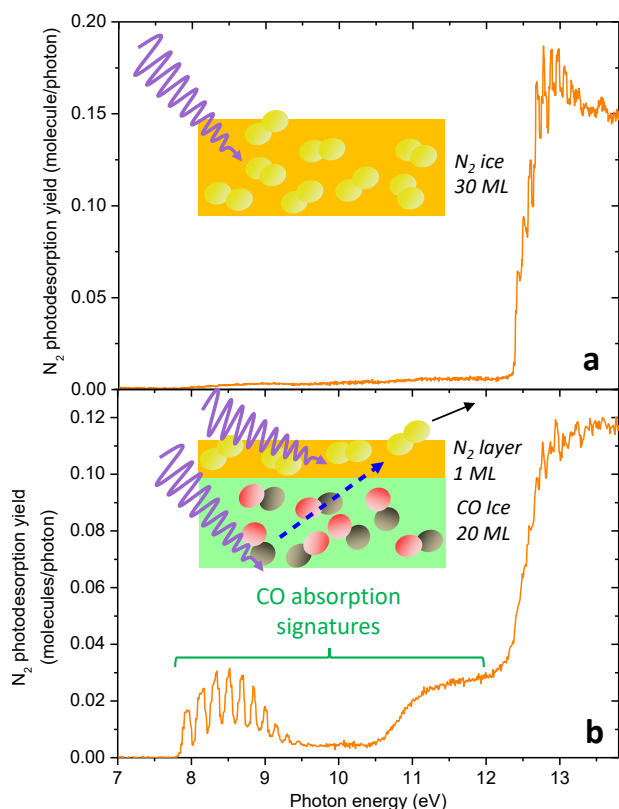 0.20
0.15
0.10
0.05
0.00
N₂ photodesorption yield (molecule/photon)
N₂ ice
30 ML
a
0.12
0.10
0.08
0.06
0.04
0.02
0.00
N₂ photodesorption yield
(molecules/photon)
N₂ layer
1 ML
CO Ice
20 ML
CO absorption
signatures
b
7 8 9 10 11 12 13
Photon energy (eV)